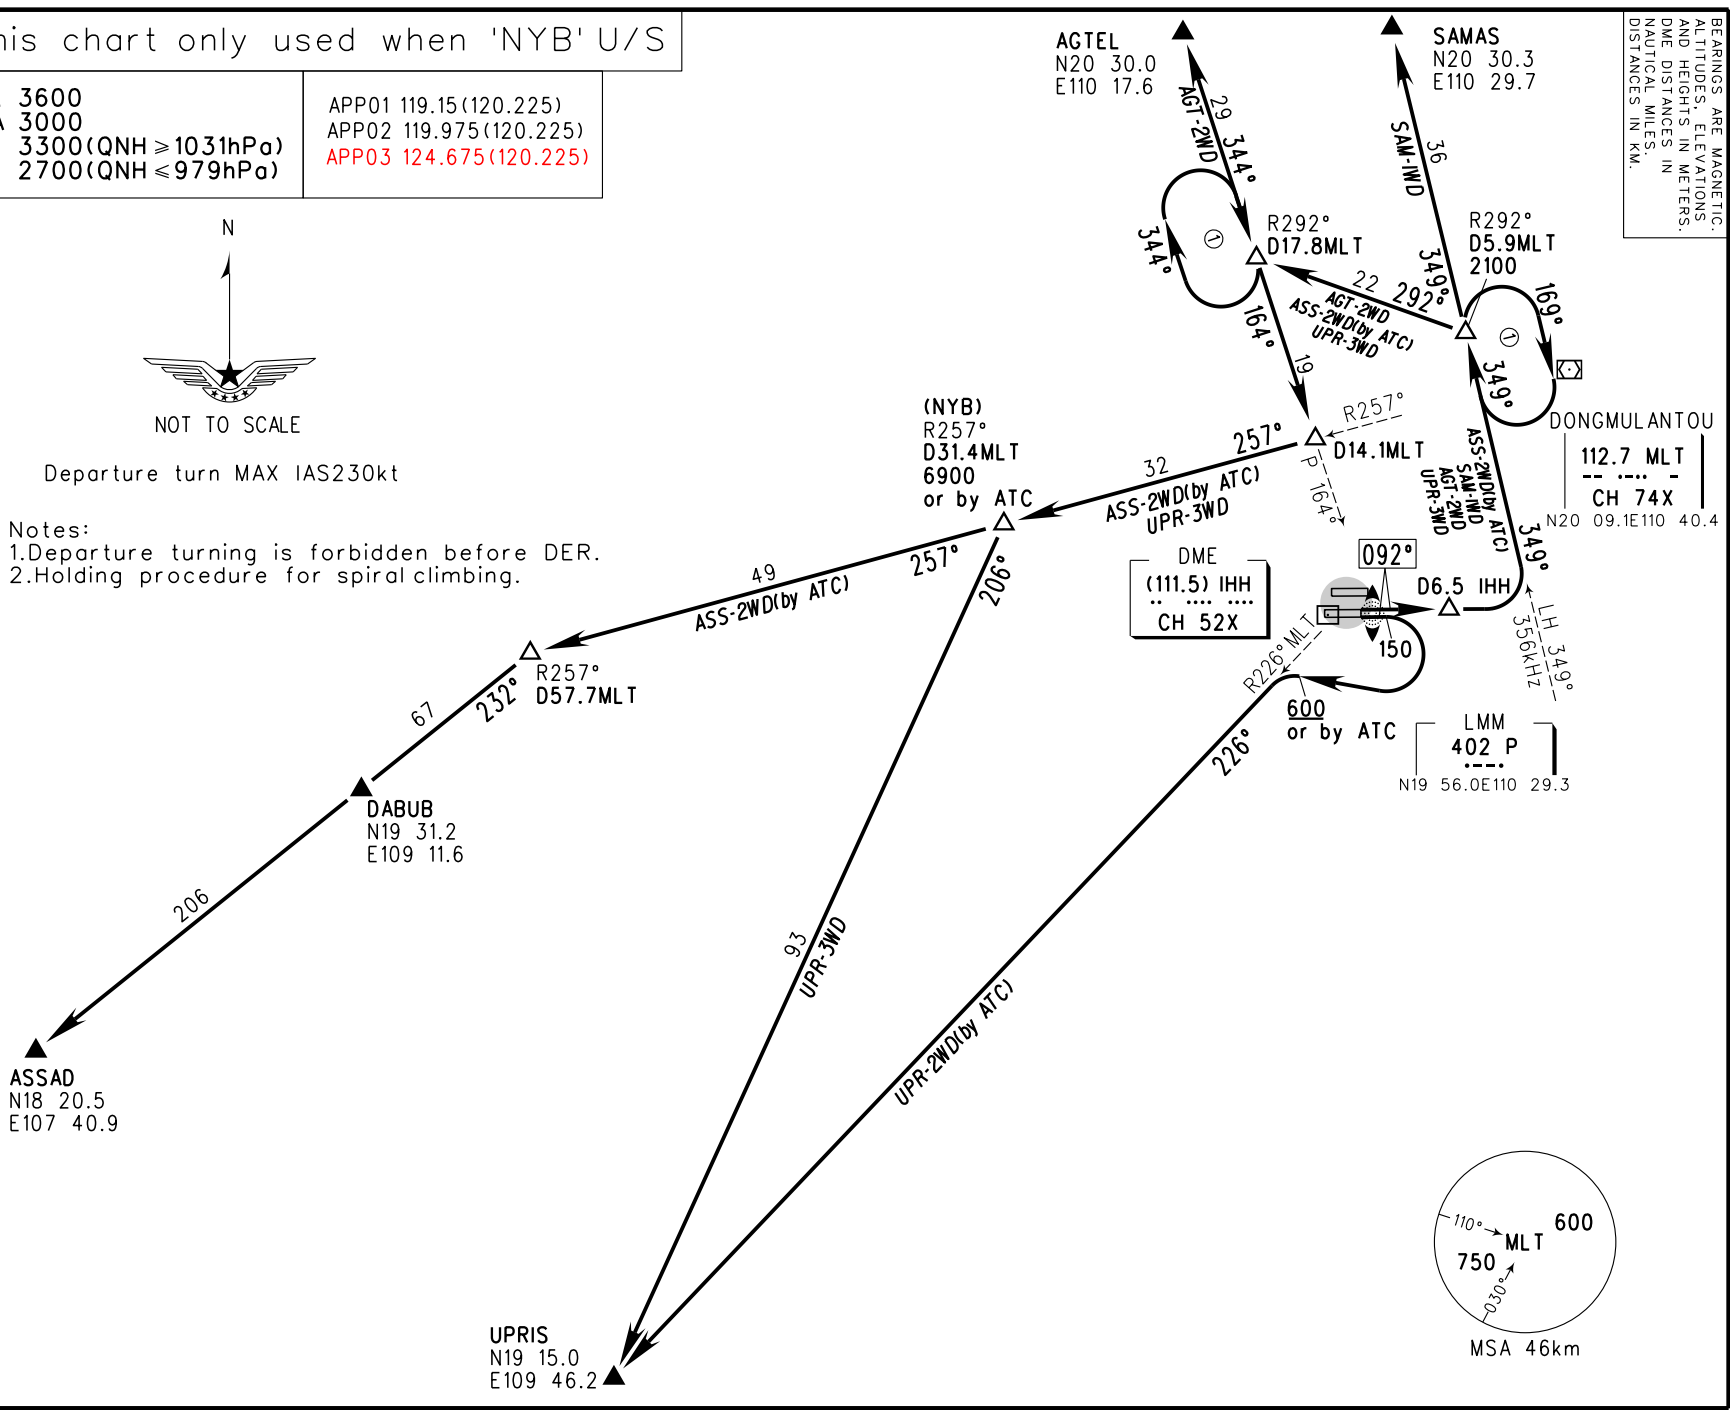 his chart only used when 'NYB' U/S
3600
3000
3300(QNH ≥ 1031hPa)
2700(QNH ≤ 979hPa)
APP01 119.15(120.225)
APP02 119.975(120.225)
APP03 124.675(120.225)
BEARINGS ARE MAGNETIC.
ALTITUDES, ELEVATIONS
AND HEIGHTS IN METERS.
DME DISTANCES IN
NAUTICAL MILES.
DISTANCES IN KM.
N
NOT TO SCALE
Departure turn MAX IAS230kt
Notes:
1.Departure turning is forbidden before DER.
2.Holding procedure for spiral climbing.
AGTEL
N20 30.0
E110 17.6
SAMAS
N20 30.3
E110 29.7
29 344°
AGT-2WD
36
SAM-1WD
349°
344°
1
R292°
D17.8MLT
R292°
D5.9MLT
2100
22 292°
AGT-2WD
ASS-2WD(by ATC)
UPR-3WD
169°
1
349°
164°
19
R257°
D14.1MLT
P 164°
(NYB)
R257°
D31.4MLT
6900
or by ATC
257°
32
ASS-2WD(by ATC)
UPR-3WD
DONGMULANTOU
112.7 MLT
-- .-.. -
CH 74X
N20 09.1E110 40.4
ASS-2WD(by ATC)
SAM-1WD
AGT-2WD
UPR-3WD
349°
DME
(111.5) IHH
.. .... ....
CH 52X
092°
D6.5 IHH
150
LH 349°
356kHz
R226° MLT
600
or by ATC
LMM
402 P
.--.
N19 56.0E110 29.3
257°
49
ASS-2WD(by ATC)
206°
R257°
D57.7MLT
232°
67
DABUB
N19 31.2
E109 11.6
206
ASSAD
N18 20.5
E107 40.9
226°
93
UPR-3WD
UPR-2WD(by ATC)
UPRIS
N19 15.0
E109 46.2
110°
MLT
600
750
030°
MSA 46km